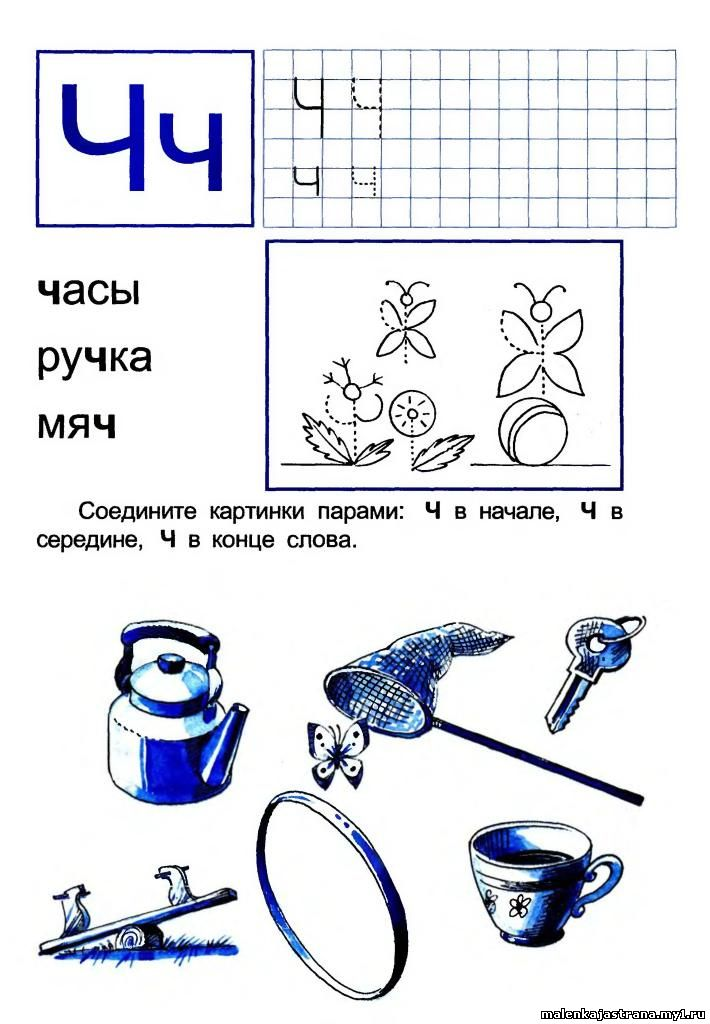 Чч
Ч Ч
ч ч
часы
ручка
мяч
Соедините картинки парами: Ч в начале, Ч в
середине, Ч в конце слова.
malenkajastrana.my1.ru